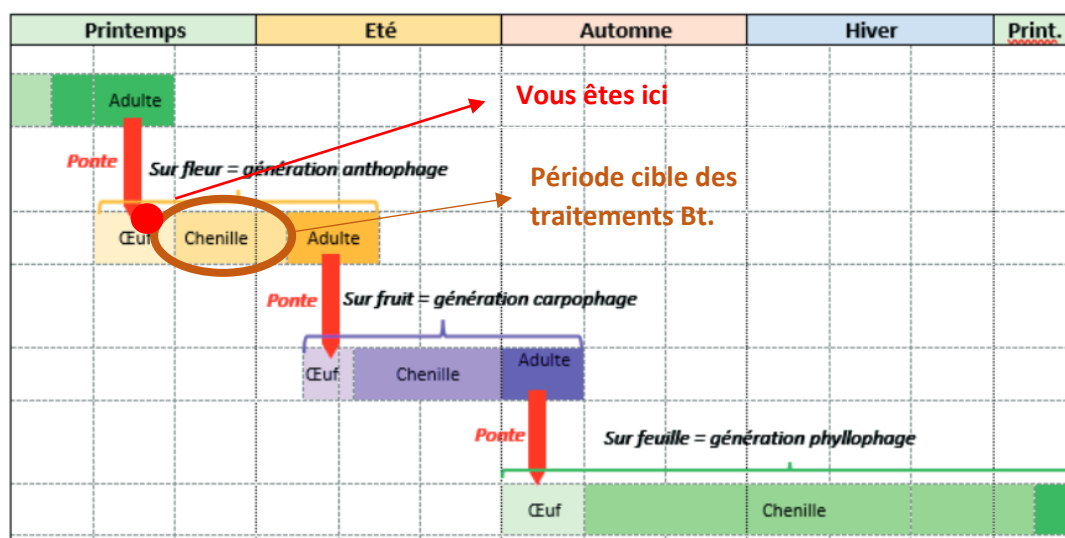 Printemps Eté Automne Hiver Print.
Adulte
Vous êtes ici
Ponte
Sur fleur = génération anthophage
Période cible des
traitements Bt.
Œuf Chenille Adulte
Ponte
Sur fruit = génération carpophage
Œuf Chenille Adulte
Ponte
Sur feuille = génération phyllophage
Œuf Chenille